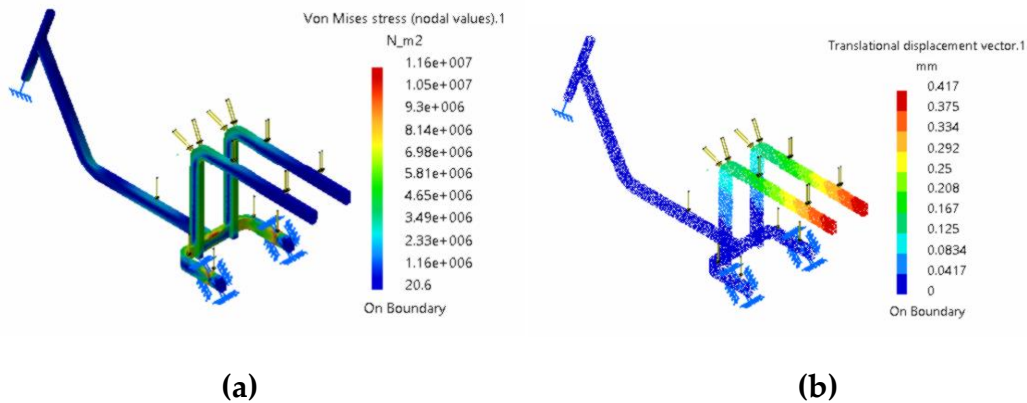 Von Mises stress (nodal values).1
N_m2
1.16e+007
1.05e+007
9.3e+006
8.14e+006
6.98e+006
5.81e+006
4.65e+006
3.49e+006
2.33e+006
1.16e+006
20.6
On Boundary
(a)
Translational displacement vector.1
mm
0.417
0.375
0.334
0.292
0.25
0.208
0.167
0.125
0.0834
0.0417
0
On Boundary
(b)